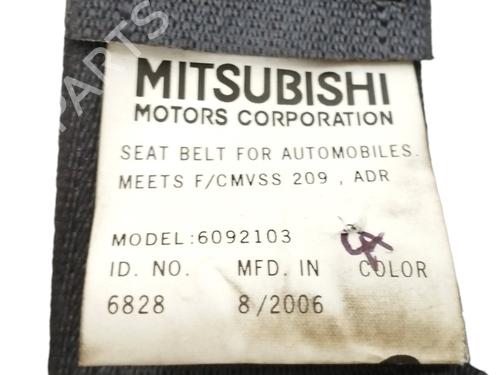 MITSUBISHI
MOTORS CORPORATION
SEAT BELT FOR AUTOMOBILES.
MEETS F/CMVSS 209 , ADR
MODEL:6092103
ID. NO. MFD. IN COLOR
6828 8/2006
PARTS